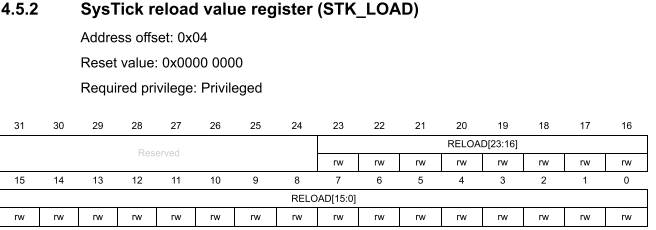 4.5.2 SysTick reload value register (STK_LOAD)
Address offset: 0x04
Reset value: 0x0000 0000
Required privilege: Privileged
31 30 29 28 27 26 25 24 23 22 21 20 19 18 17 16
Reserved RELOAD[23:16]
rw rw rw rw rw rw rw rw
15 14 13 12 11 10 9 8 7 6 5 4 3 2 1 0
RELOAD[15:0]
rw rw rw rw rw rw rw rw rw rw rw rw rw rw rw rw